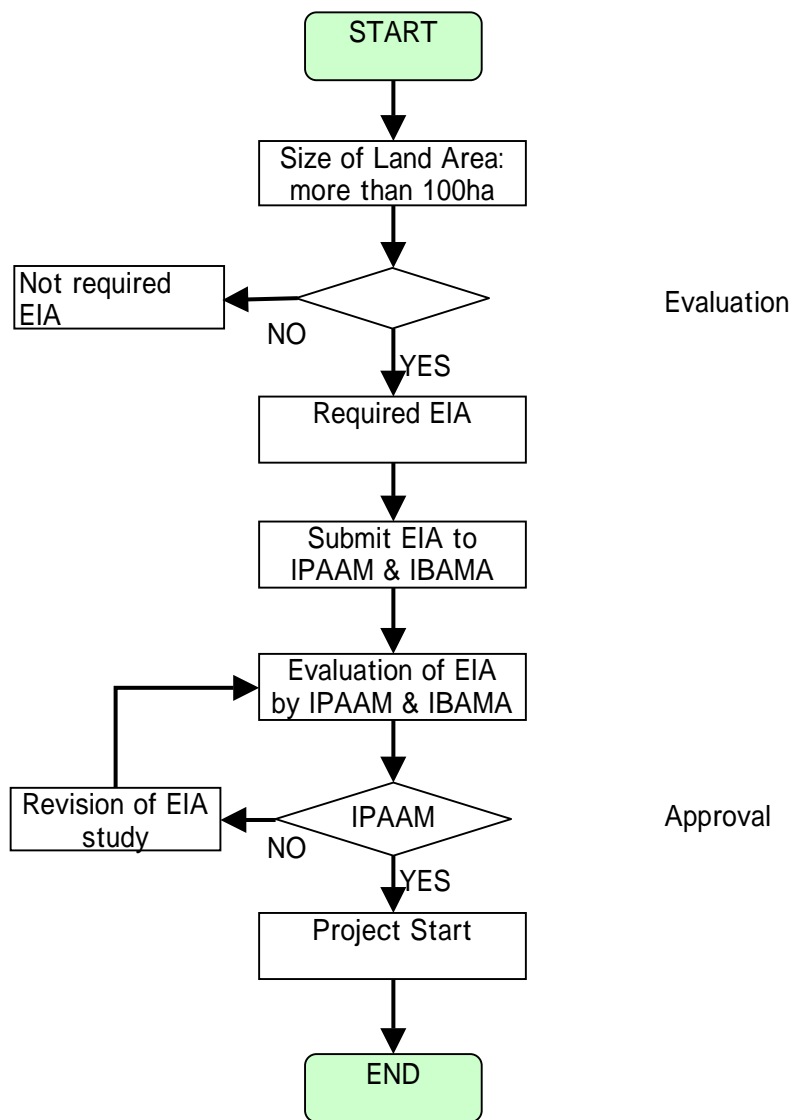 START
Size of Land Area:
more than 100ha
Not required
EIA
Evaluation
NO
YES
Required EIA
Submit EIA to
IPAAM & IBAMA
Evaluation of EIA
by IPAAM & IBAMA
Revision of EIA
study
IPAAM
Approval
NO
YES
Project Start
END